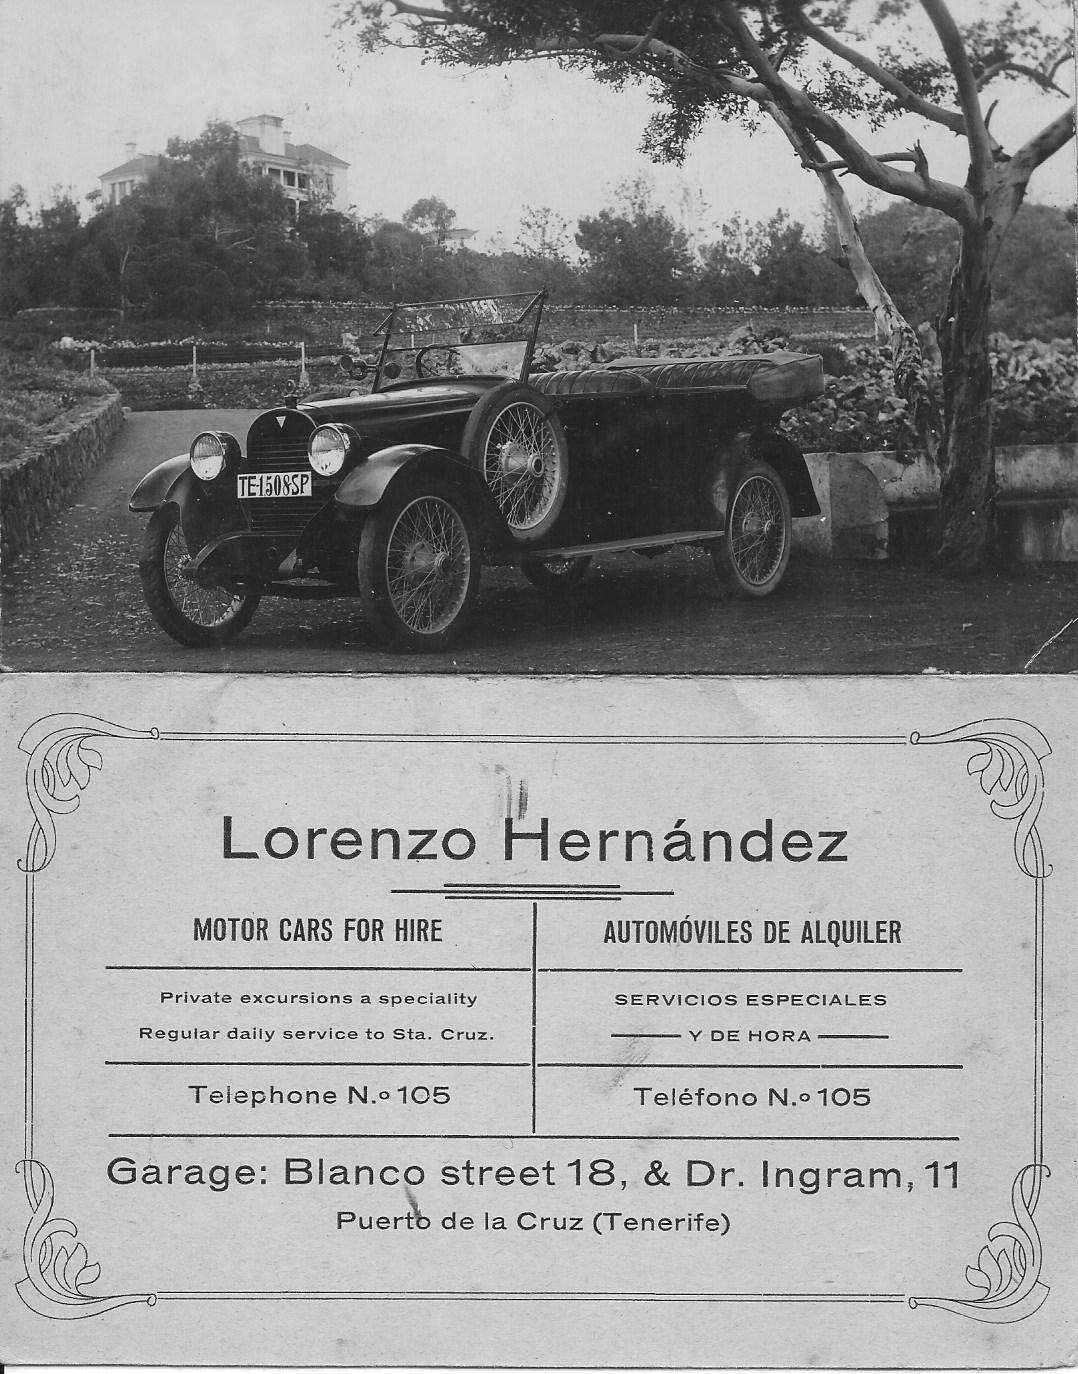 TE-1508-SP
Lorenzo Hernández
MOTOR CARS FOR HIRE
Private excursions a speciality
Regular daily service to Sta. Cruz.
Telephone N.º 105
AUTOMÓVILES DE ALQUILER
SERVICIOS ESPECIALES
Y DE HORA
Teléfono N.º 105
Garage: Blanco street 18, & Dr. Ingram, 11
Puerto de la Cruz (Tenerife)